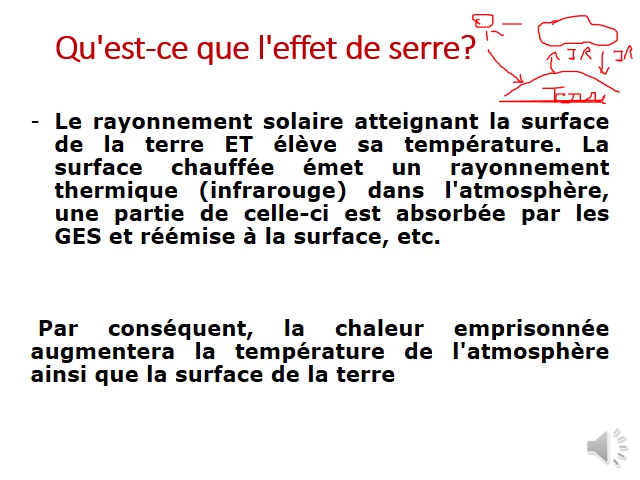 Qu'est-ce que l'effet de serre?
IR IR
Terre
- Le rayonnement solaire atteignant la surface
de la terre ET élève sa température. La
surface chauffée émet un rayonnement
thermique (infrarouge) dans l'atmosphère,
une partie de celle-ci est absorbée par les
GES et réémise à la surface, etc.
Par conséquent, la chaleur emprisonnée
augmentera la température de l'atmosphère
ainsi que la surface de la terre